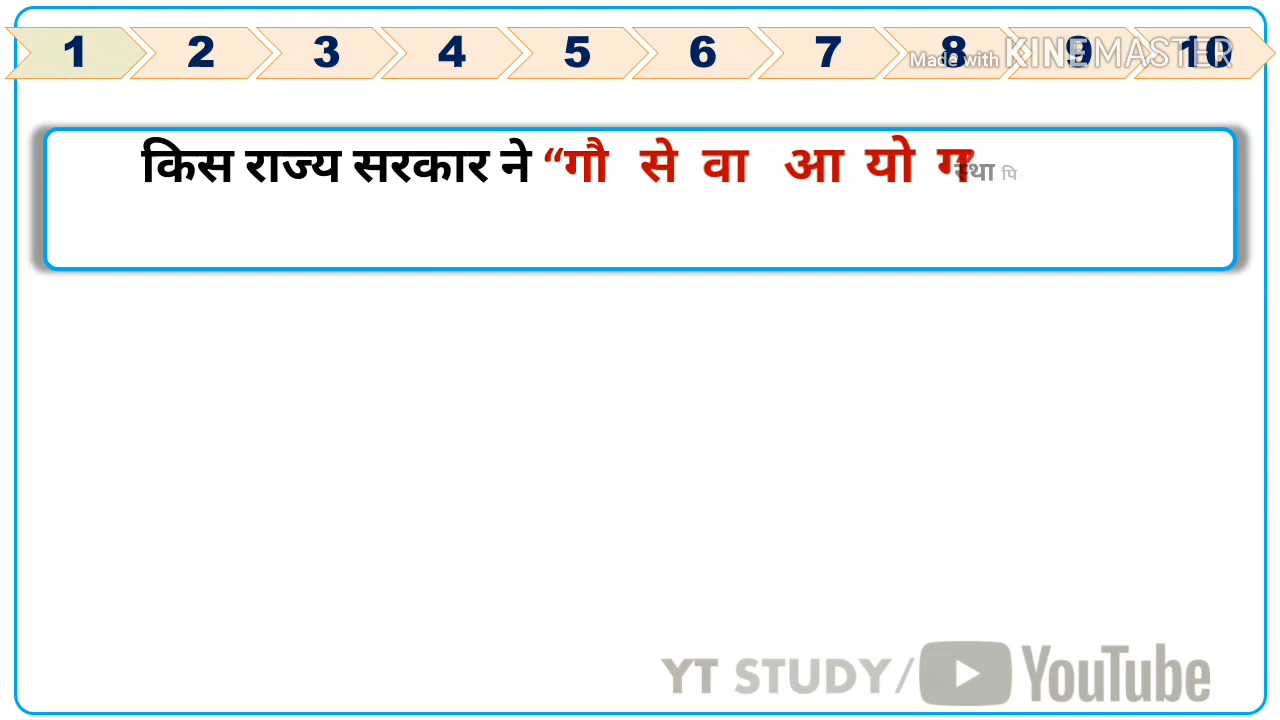 1 2 3 4 5 6 7 8 9 10
Made with KINEMASTER
किस राज्य सरकार ने “गौ से वा आ यो ग स्था पि
YT STUDY/ YouTube